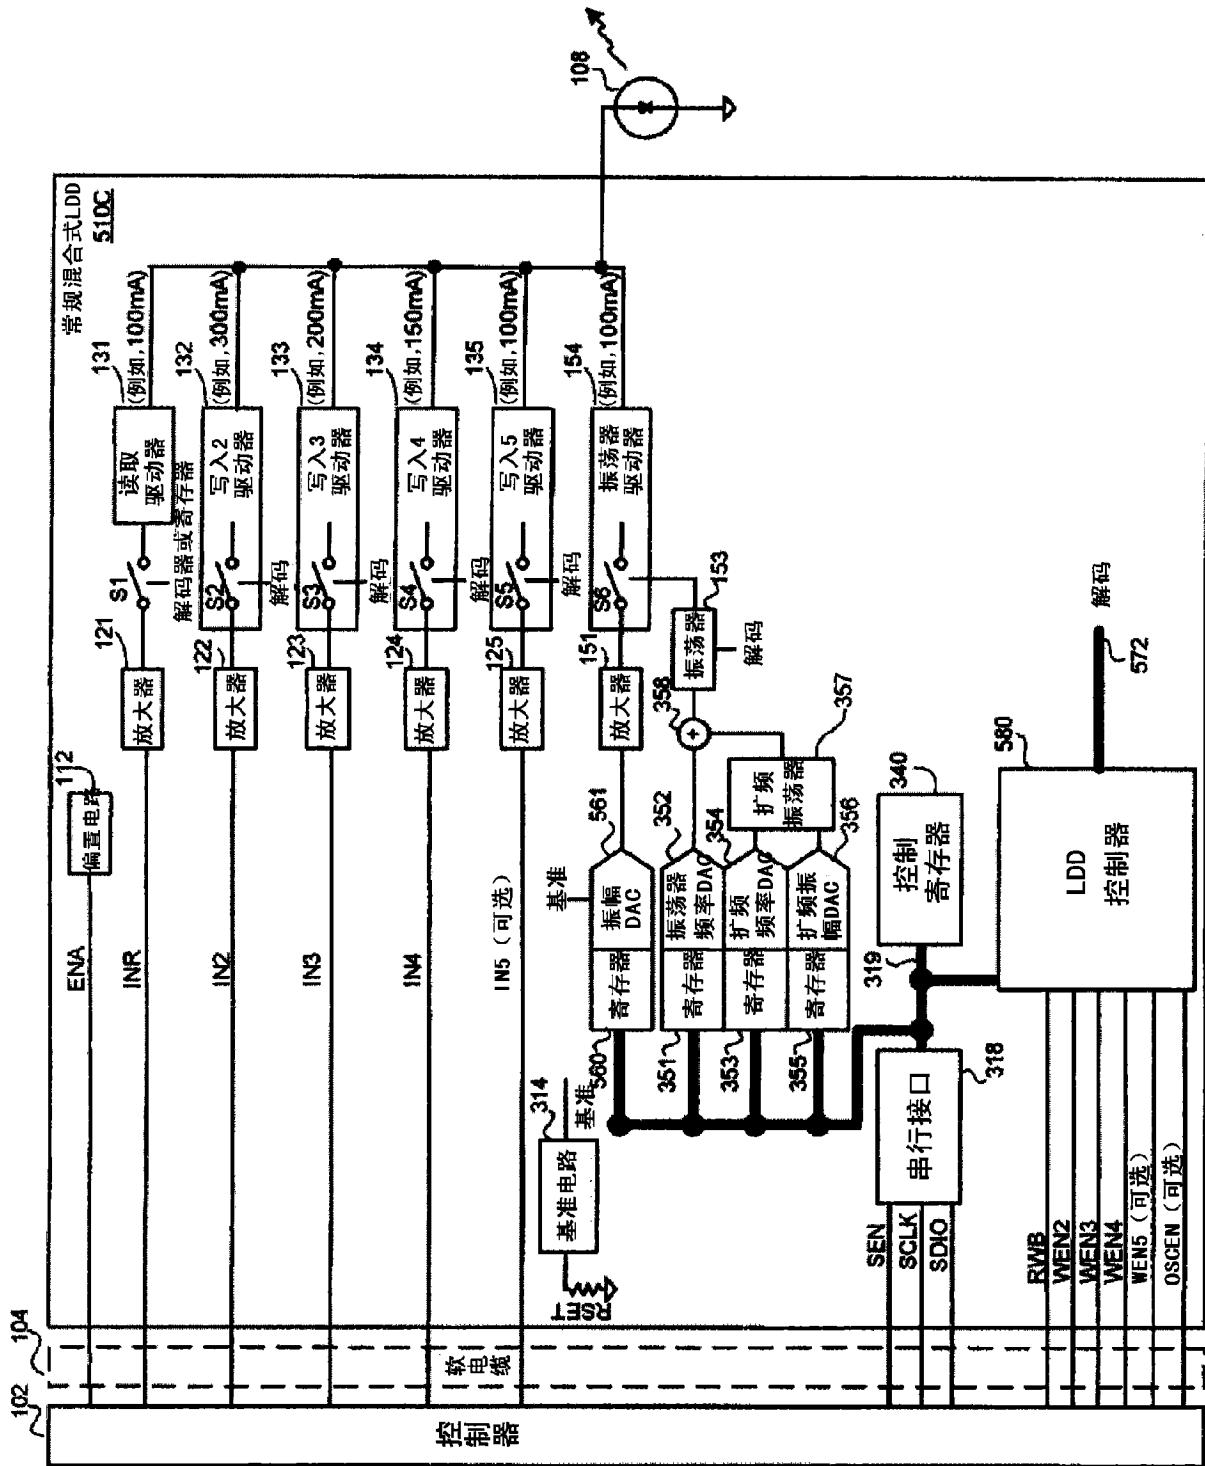 102
控制器
104
软电缆
常规混合式LDD
510C
108
ENA
偏置电路
112
INR
放大器
121
S1
解码器或寄存器
读取
驱动器
131
(例如,100mA)
IN2
放大器
122
S2
解码
写入2
驱动器
132
(例如,300mA)
IN3
放大器
123
S3
解码
写入3
驱动器
133
(例如,200mA)
IN4
放大器
124
S4
解码
写入4
驱动器
134
(例如,150mA)
IN5(可选)
放大器
125
S5
解码
写入5
驱动器
135
(例如,100mA)
RSET
基准电路
314
基准
560
寄存器
振幅
DAC
基准
561
放大器
151
S6
振荡器
驱动器
154
(例如,100mA)
351
寄存器
振荡器
频率DAC
352
358
+
振荡器
153
解码
353
寄存器
扩频
频率DAC
354
扩频
振荡器
357
355
寄存器
扩频振
幅DAC
356
SEN
SCLK
SDIO
串行接口
318
319
控制
寄存器
340
RWB
WEN2
WEN3
WEN4
WEN5(可选)
OSCEN(可选)
LDD
控制器
580
572
解码